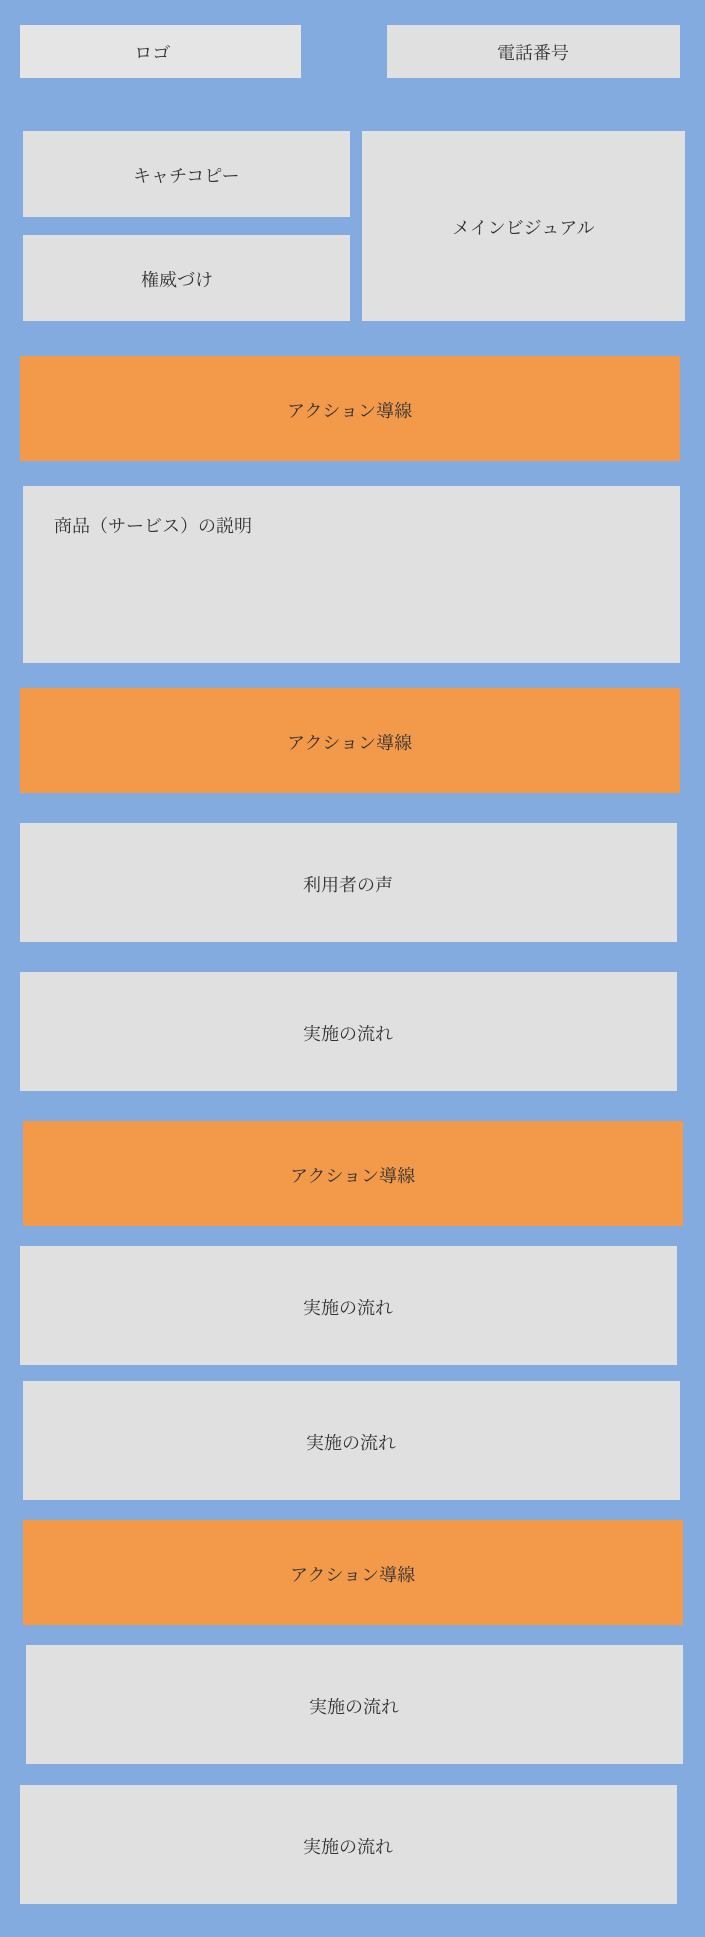 ロゴ
電話番号
キャチコピー
メインビジュアル
権威づけ
アクション導線
商品（サービス）の説明
アクション導線
利用者の声
実施の流れ
アクション導線
実施の流れ
実施の流れ
アクション導線
実施の流れ
実施の流れ